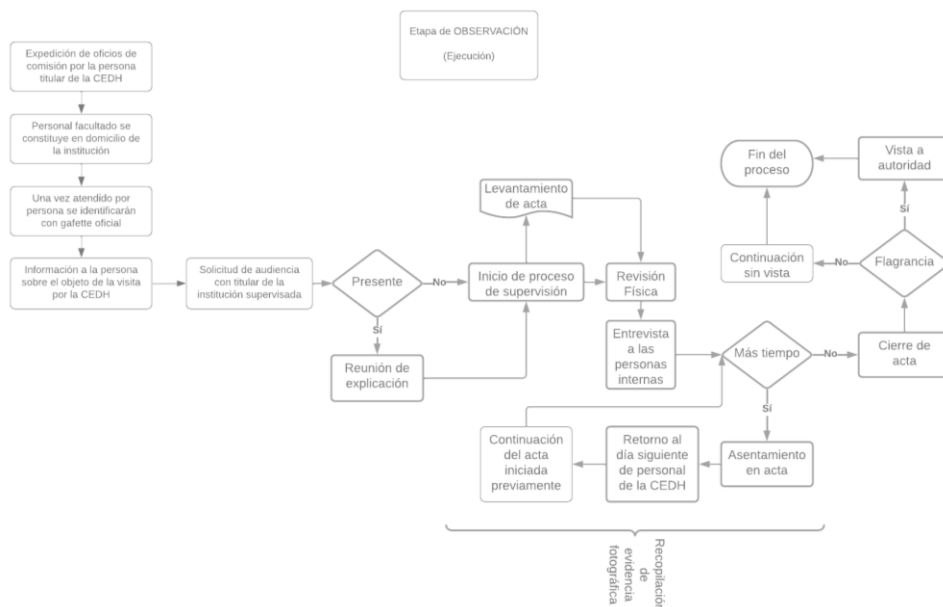 Etapa de OBSERVACIÓN
(Ejecución)
Expedición de oficios de
comisión por la persona
titular de la CEDH
Personal facultado se
constituye en domicilio de
la institución
Una vez atendido por
persona se identificarán
con gafette oficial
Información a la persona
sobre el objeto de la visita
por la CEDH
Solicitud de audiencia
con titular de la
institución supervisada
Presente
No
Sí
Reunión de
explicación
Inicio de proceso
de supervisión
Levantamiento
de acta
Revisión
Física
Entrevista
a las
personas
internas
Más tiempo
No
Sí
Asentamiento
en acta
Retorno al
día siguiente
de personal
de la CEDH
Continuación
del acta
iniciada
previamente
Cierre de
acta
Flagrancia
No
Sí
Continuación
sin vista
Vista a
autoridad
Fin del
proceso
Recopilación
de
evidencia
fotográfica